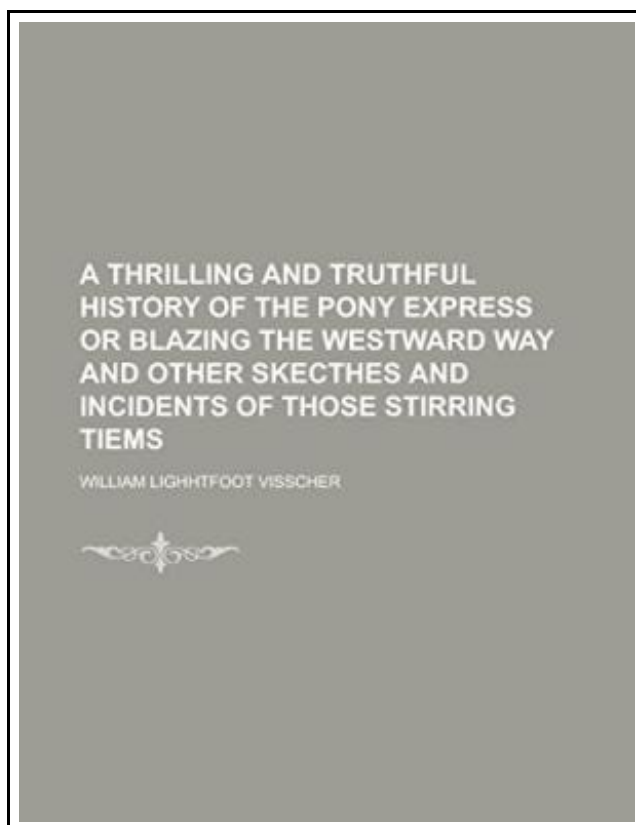 A THRILLING AND TRUTHFUL
HISTORY OF THE PONY EXPRESS
OR BLAZING THE WESTWARD WAY
AND OTHER SKECTHES AND
INCIDENTS OF THOSE STIRRING
TIEMS
WILLIAM LIGHHTFOOT VISSCHER